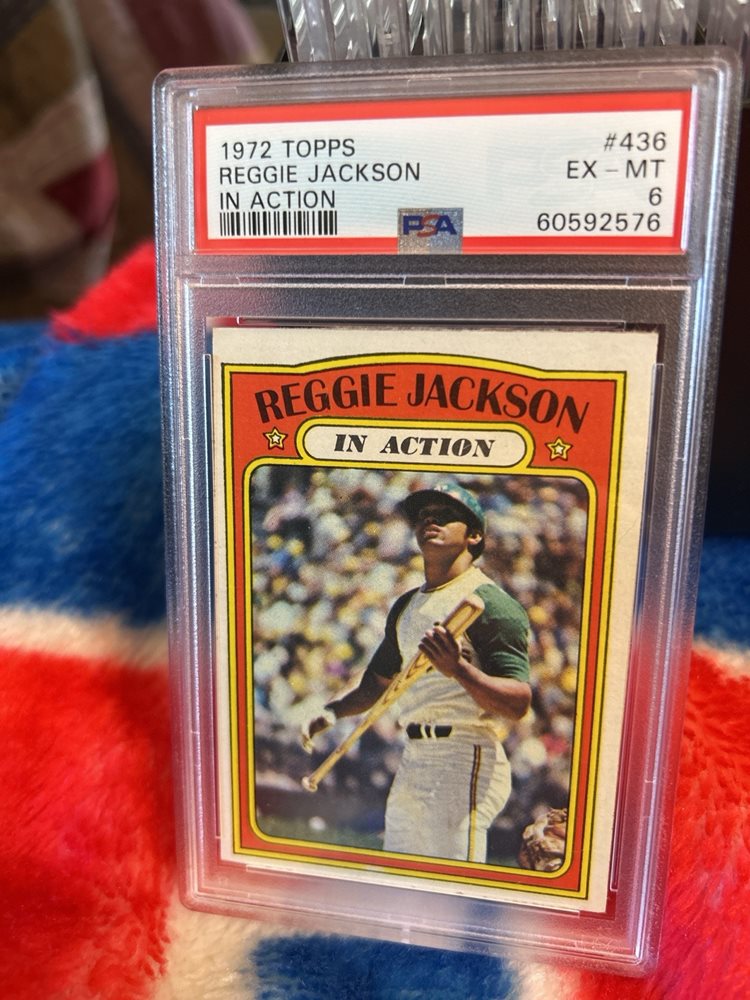 1972 TOPPS #436
REGGIE JACKSON EX - MT
IN ACTION 6
PSA 60592576
REGGIE JACKSON
IN ACTION